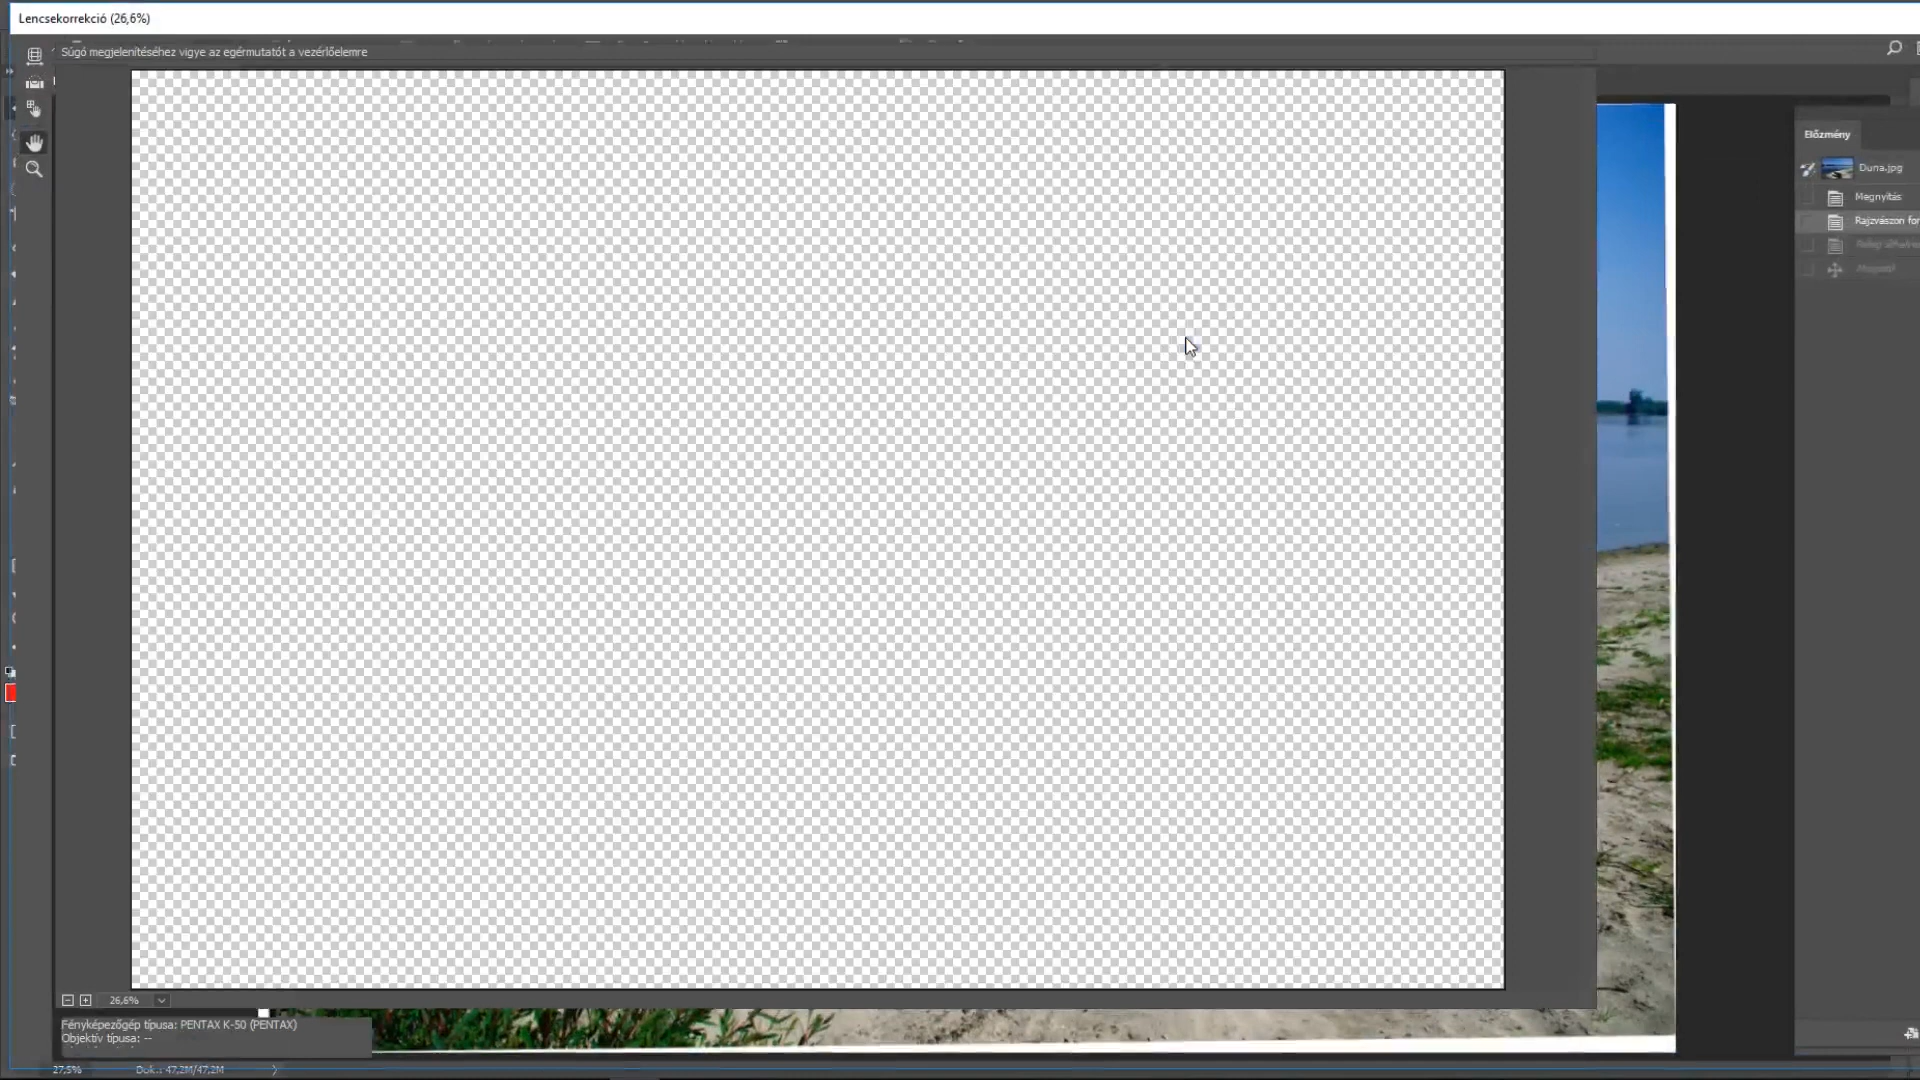 Lencsekorrekció (26,6%)
Súgó megjelenítéséhez vigye az egérmutatót a vezérlőelemre
Előzmény
Duna.jpg
Megnyitás
Rajzvászon for
26,6%
Fényképezőgép típusa: PENTAX K-50 (PENTAX)
Objektív típusa: --
27,5%
Dok.: 47,2M/47,2M